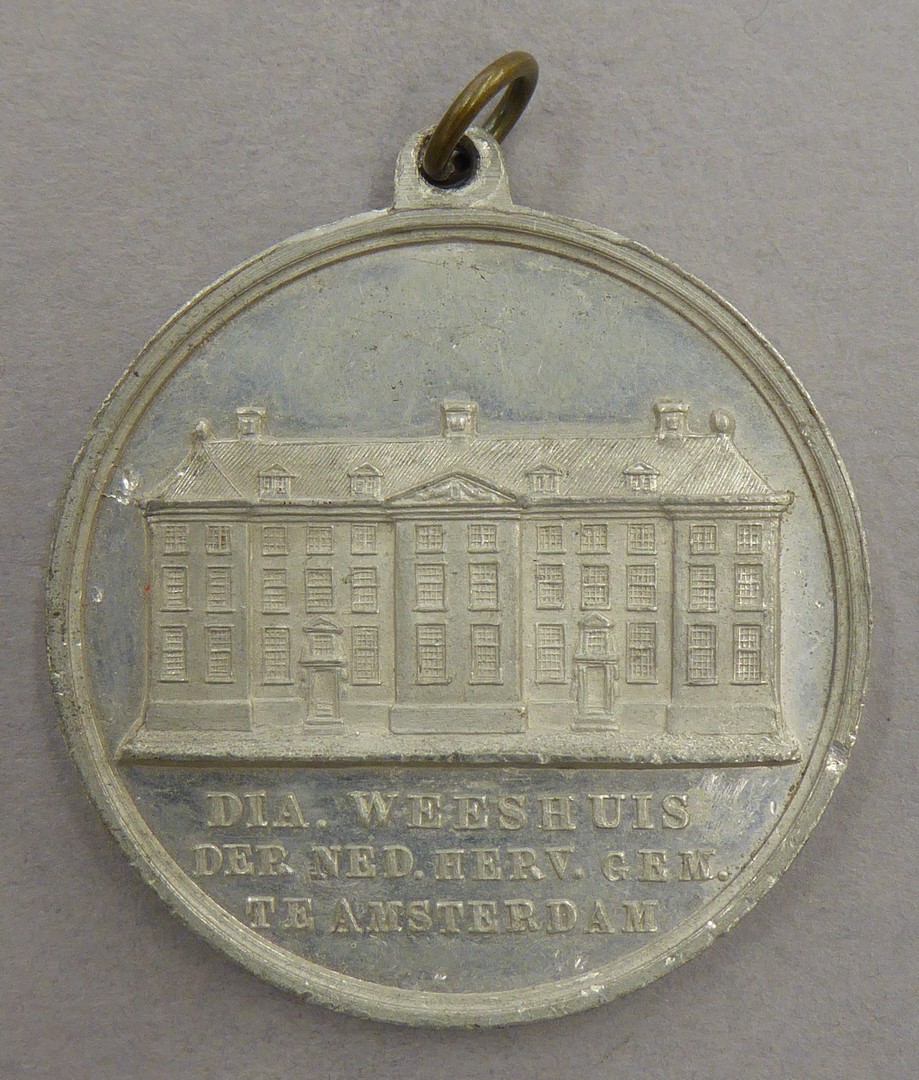 DIA. WEESHUIS
DER NED. HERV. GEM.
TE AMSTERDAM